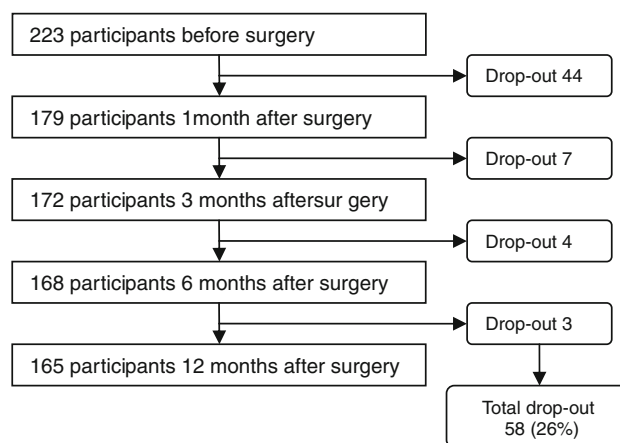 223 participants before surgery
Drop-out 44
179 participants 1month after surgery
Drop-out 7
172 participants 3 months aftersur gery
Drop-out 4
168 participants 6 months after surgery
Drop-out 3
165 participants 12 months after surgery
Total drop-out
58 (26%)